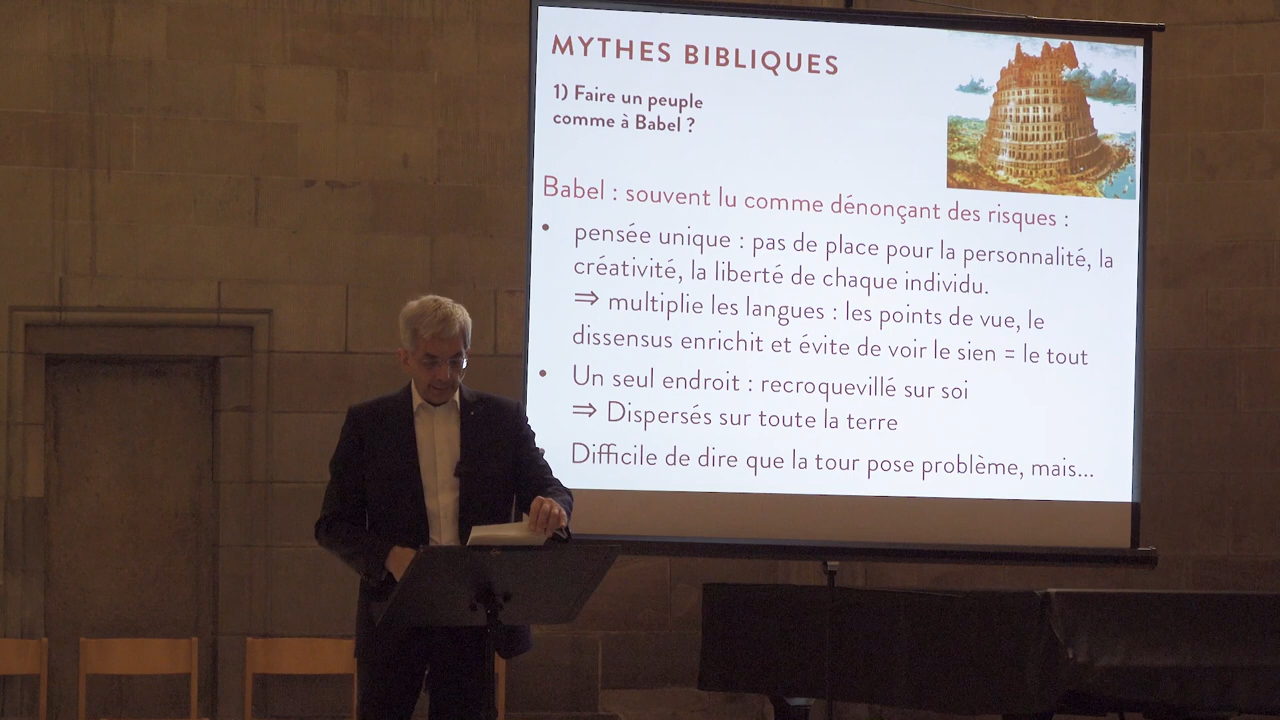 MYTHES BIBLIQUES
1) Faire un peuple
comme à Babel ?
Babel : souvent lu comme dénonçant des risques :
• pensée unique : pas de place pour la personnalité, la
créativité, la liberté de chaque individu.
⇒ multiplie les langues : les points de vue, le
dissensus enrichit et évite de voir le sien = le tout
• Un seul endroit : recroquevillé sur soi
⇒ Dispersés sur toute la terre
Difficile de dire que la tour pose problème, mais...